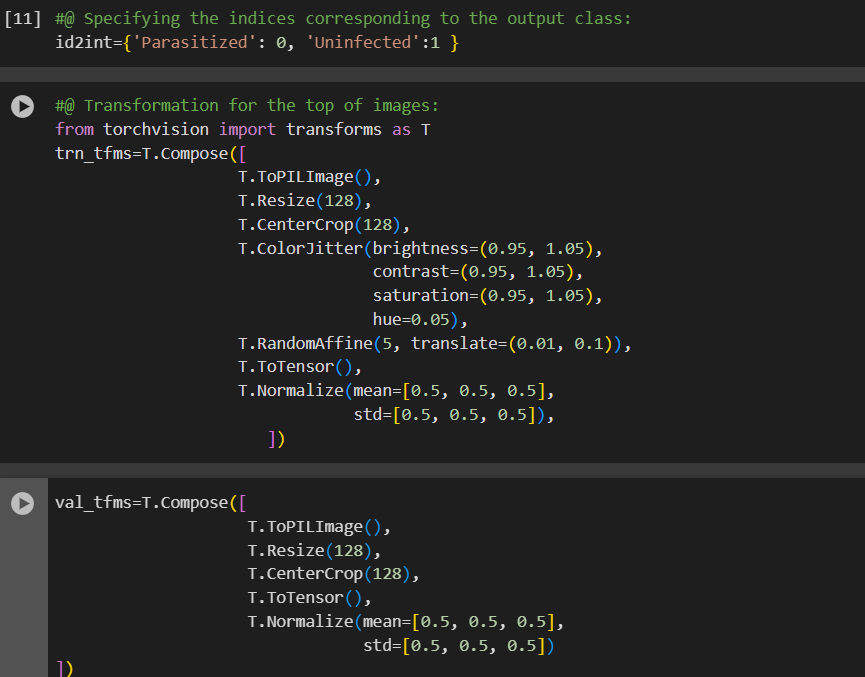 [11] #@ Specifying the indices corresponding to the output class:
id2int={'Parasitized': 0, 'Uninfected':1 }
#@ Transformation for the top of images:
from torchvision import transforms as T
trn_tfms=T.Compose([
T.ToPILImage(),
T.Resize(128),
T.CenterCrop(128),
T.ColorJitter(brightness=(0.95, 1.05),
contrast=(0.95, 1.05),
saturation=(0.95, 1.05),
hue=0.05),
T.RandomAffine(5, translate=(0.01, 0.1)),
T.ToTensor(),
T.Normalize(mean=[0.5, 0.5, 0.5],
std=[0.5, 0.5, 0.5]),
])
val_tfms=T.Compose([
T.ToPILImage(),
T.Resize(128),
T.CenterCrop(128),
T.ToTensor(),
T.Normalize(mean=[0.5, 0.5, 0.5],
std=[0.5, 0.5, 0.5])
])